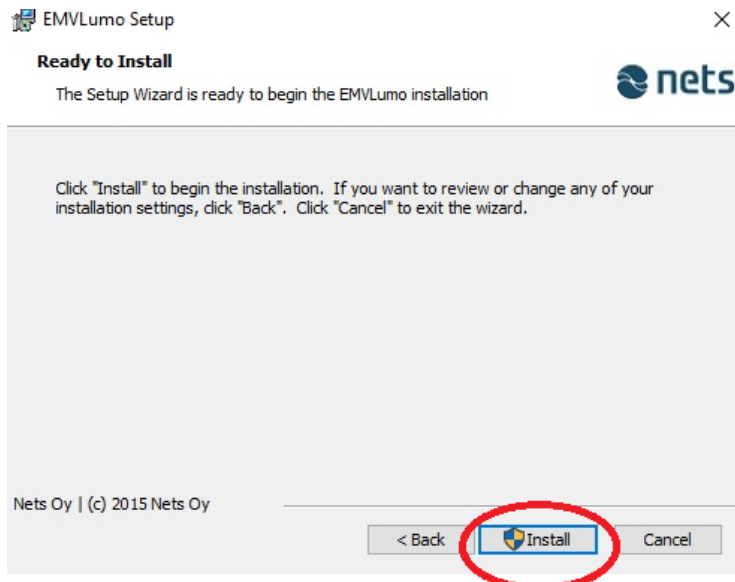 EMVLumo Setup
Ready to Install
The Setup Wizard is ready to begin the EMVLumo installation
nets
Click "Install" to begin the installation. If you want to review or change any of your
installation settings, click "Back". Click "Cancel" to exit the wizard.
Nets Oy | (c) 2015 Nets Oy
< Back Install Cancel